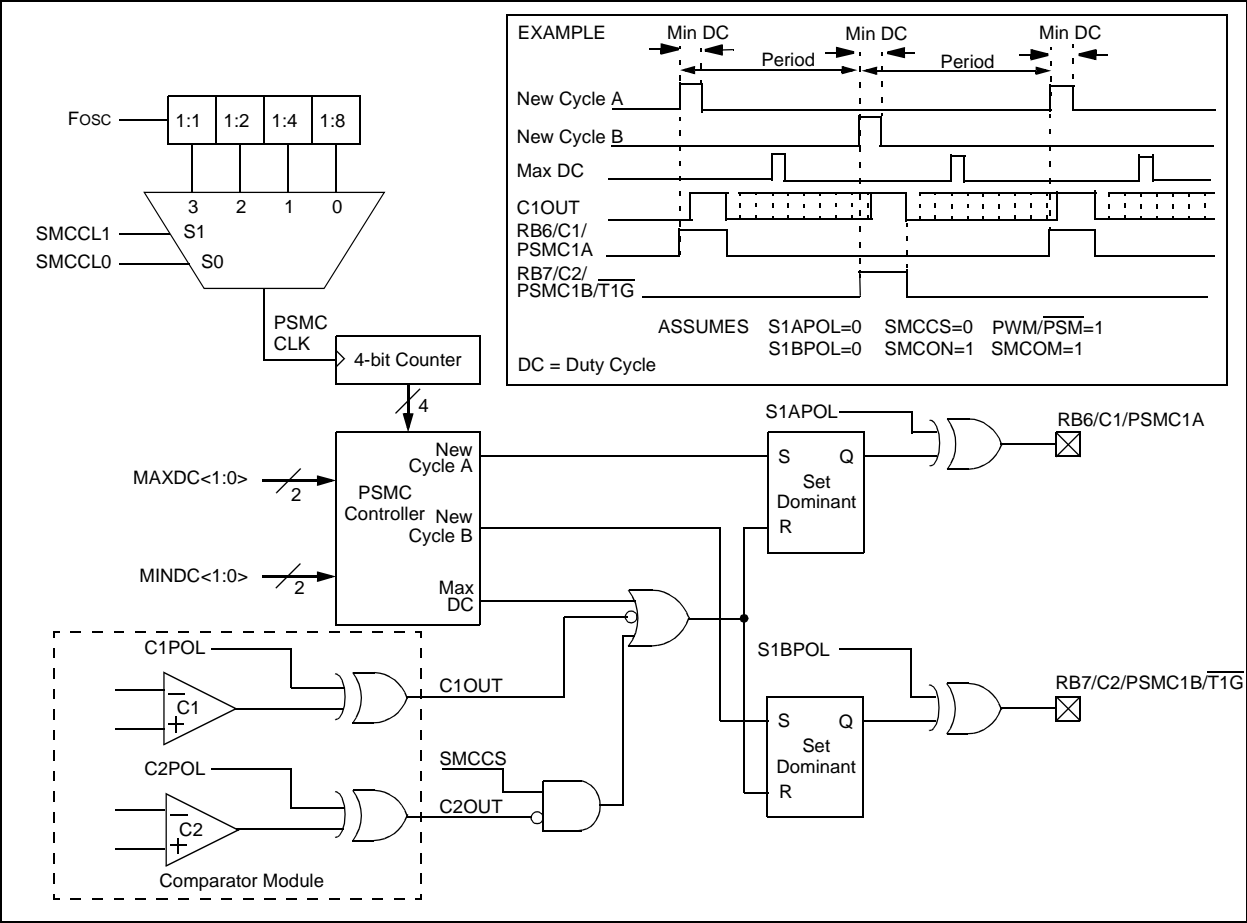 EXAMPLE
Min DC
Min DC
Min DC
Period
Period
New Cycle A
New Cycle B
Max DC
C1OUT
RB6/C1/
PSMC1A
RB7/C2/
PSMC1B/T1G
ASSUMES S1APOL=0 SMCCS=0 PWM/PSM=1
S1BPOL=0 SMCON=1 SMCOM=1
DC = Duty Cycle
FOSC
1:1 1:2 1:4 1:8
3 2 1 0
SMCCL1
S1
SMCCL0
S0
PSMC
CLK
4-bit Counter
4
MAXDC<1:0>
2
MINDC<1:0>
2
PSMC
Controller
New
Cycle A
New
Cycle B
Max
DC
S1APOL
S Q
Set
Dominant
R
RB6/C1/PSMC1A
S1BPOL
S Q
Set
Dominant
R
RB7/C2/PSMC1B/T1G
C1POL
C1
C1OUT
C2POL
C2
SMCCS
C2OUT
Comparator Module